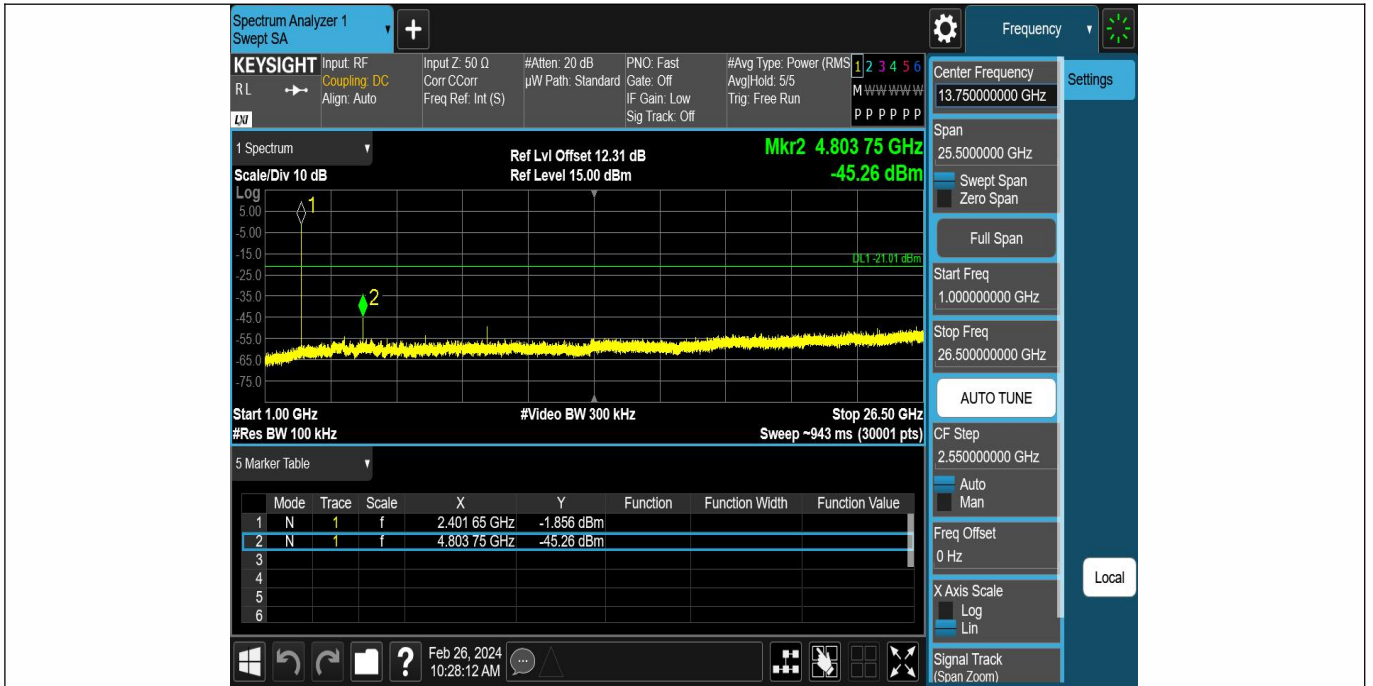 Spectrum Analyzer 1
Swept SA
+
Frequency
KEYSIGHT
RL
LXI
Input: RF
Coupling: DC
Align: Auto
Input Z: 50 Ω
Corr CCorr
Freq Ref: Int (S)
#Atten: 20 dB
µW Path: Standard
PNO: Fast
Gate: Off
IF Gain: Low
Sig Track: Off
#Avg Type: Power (RMS
Avg|Hold: 5/5
Trig: Free Run
1 2 3 4 5 6
M W W W W W
P P P P P P
1 Spectrum
Scale/Div 10 dB
Ref Lvl Offset 12.31 dB
Ref Level 15.00 dBm
Mkr2 4.803 75 GHz
-45.26 dBm
Log
5.00
-5.00
-15.0
-25.0
-35.0
-45.0
-55.0
-65.0
-75.0
1
2
DL1 -21.01 dBm
Start 1.00 GHz
#Res BW 100 kHz
#Video BW 300 kHz
Stop 26.50 GHz
Sweep ~943 ms (30001 pts)
5 Marker Table
Mode Trace Scale X Y Function Function Width Function Value
1 N 1 f 2.401 65 GHz -1.856 dBm
2 N 1 f 4.803 75 GHz -45.26 dBm
3
4
5
6
?
Feb 26, 2024
10:28:12 AM
Center Frequency
13.750000000 GHz
Settings
Span
25.5000000 GHz
Swept Span
Zero Span
Full Span
Start Freq
1.000000000 GHz
Stop Freq
26.500000000 GHz
AUTO TUNE
CF Step
2.550000000 GHz
Auto
Man
Freq Offset
0 Hz
X Axis Scale
Log
Lin
Signal Track
(Span Zoom)
Local